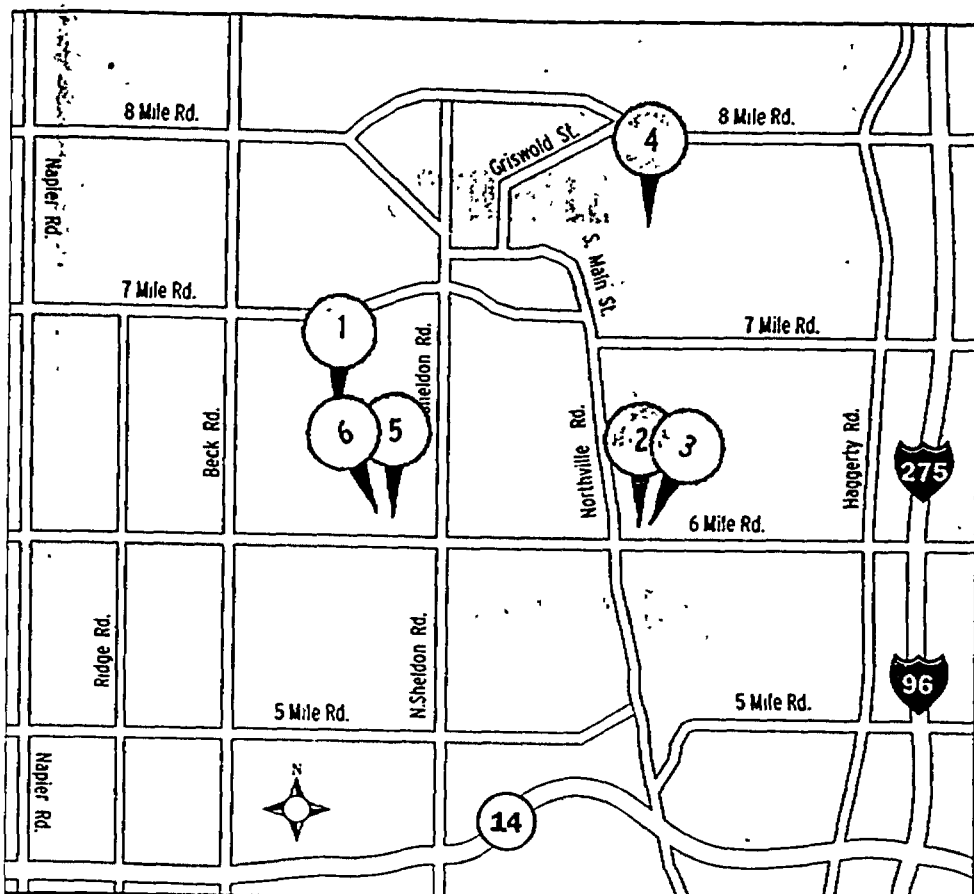 8 Mile Rd.
8 Mile Rd.
4
Griswold St.
Napier Rd.
S. Main St.
7 Mile Rd.
7 Mile Rd.
1
Sheldon Rd.
6
5
Beck Rd.
2
3
Northville Rd.
Haggerty Rd.
275
6 Mile Rd.
Ridge Rd.
N.Sheldon Rd.
96
5 Mile Rd.
5 Mile Rd.
Napier Rd.
N
14